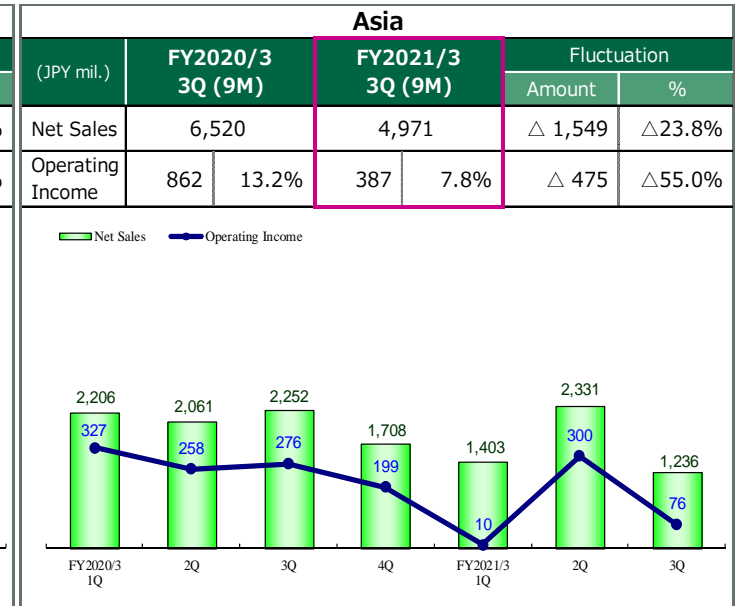 Asia
(JPY mil.) FY2020/3 3Q (9M) FY2021/3 3Q (9M) Fluctuation
Amount %
Net Sales 6,520 4,971 △ 1,549 △23.8%
Operating Income 862 13.2% 387 7.8% △ 475 △55.0%
Net Sales Operating Income
2,206 2,061 2,252 1,708 1,403 2,331 1,236
327 258 276 199 10 300 76
FY2020/3 1Q 2Q 3Q 4Q FY2021/3 1Q 2Q 3Q